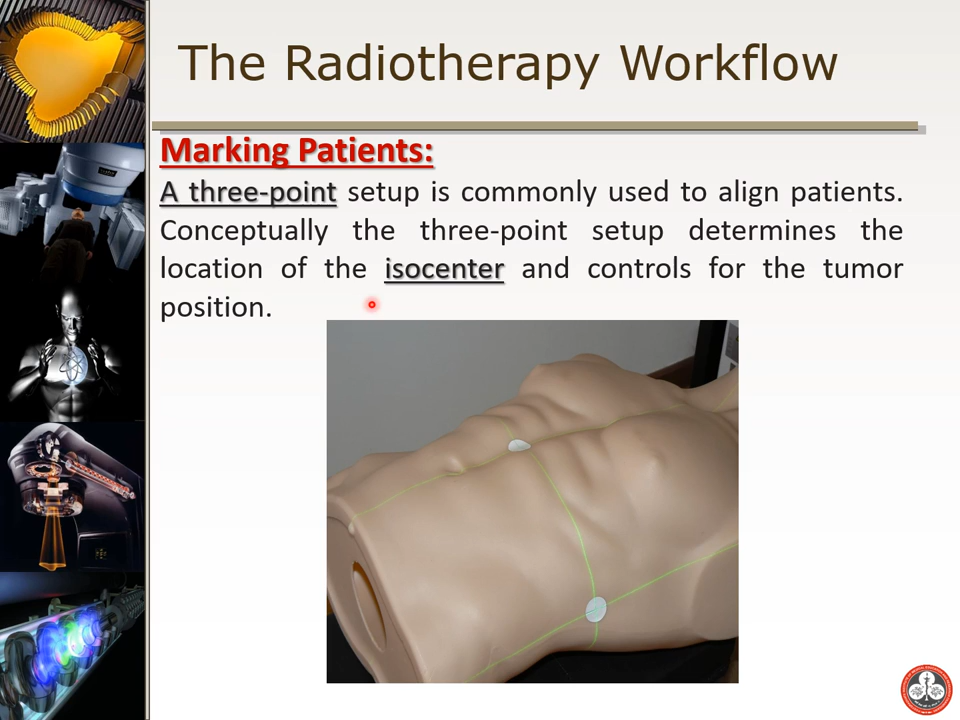 The Radiotherapy Workflow
Marking Patients:
A three-point setup is commonly used to align patients.
Conceptually the three-point setup determines the
location of the isocenter and controls for the tumor
position.